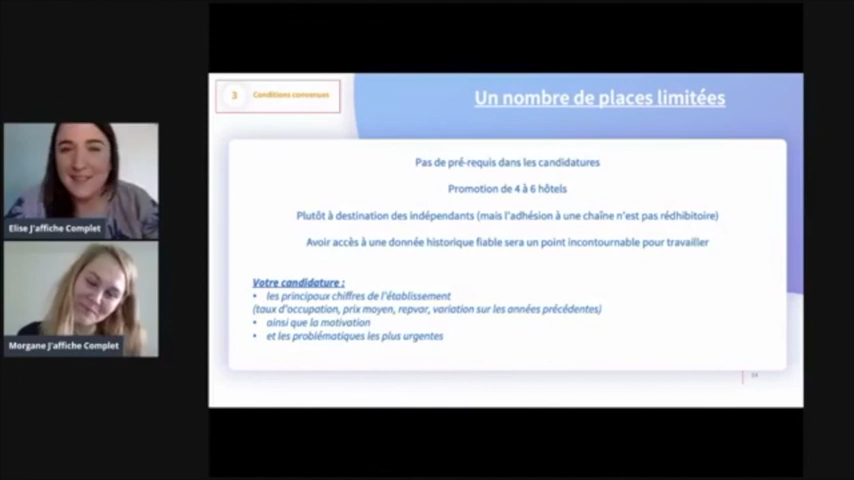 3 Conditions convenues
Un nombre de places limitées
Pas de pré-requis dans les candidatures
Promotion de 4 à 6 hôtels
Plutôt à destination des indépendants (mais l'adhésion à une chaîne n'est pas rédhibitoire)
Avoir accès à une donnée historique fiable sera un point incontournable pour travailler
Votre candidature :
• les principaux chiffres de l'établissement
(taux d'occupation, prix moyen, repvar, variation sur les années précédentes)
• ainsi que la motivation
• et les problématiques les plus urgentes
Elise J'affiche Complet
Morgane J'affiche Complet